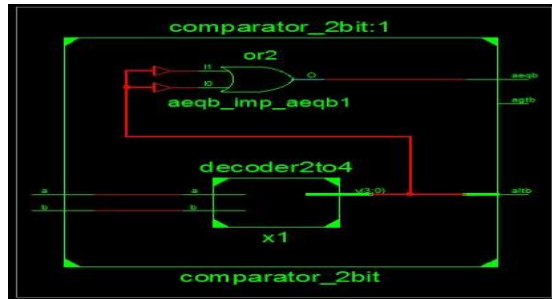 comparator_2bit:1
or2
I1
I0
O
aeqb
agtb
aeqb_imp_aeqb1
decoder2to4
a
a
y(3:0)
altb
b
b
x1
comparator_2bit